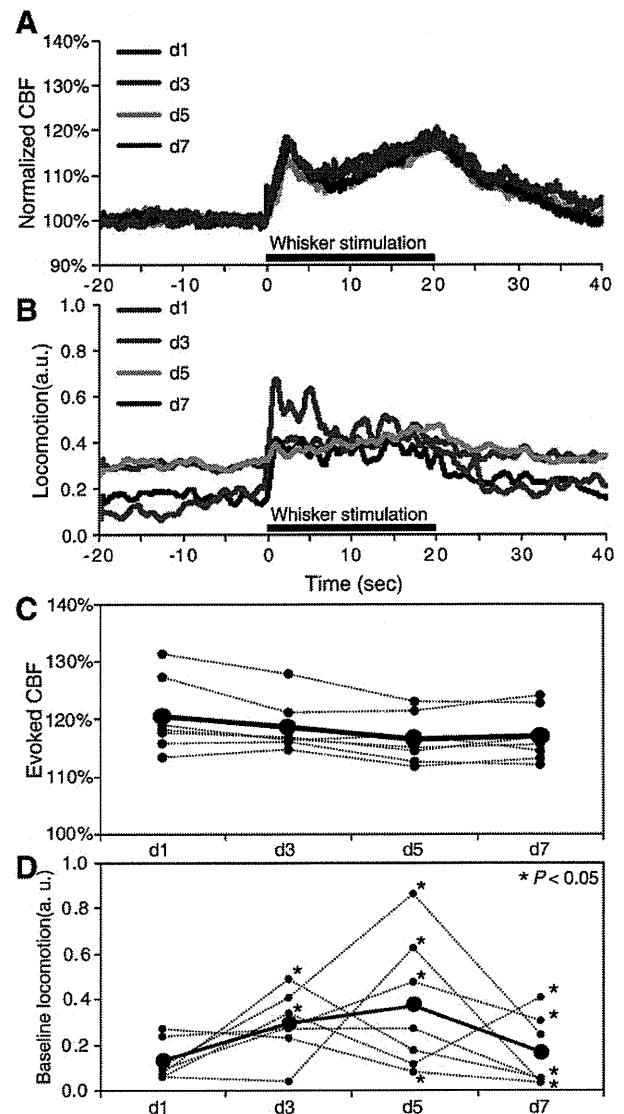 A
Normalized CBF
140%
130%
120%
110%
100%
90%
d1
d3
d5
d7
Whisker stimulation
-20 -10 0 10 20 30 40
B
Locomotion(a.u.)
1.0
0.8
0.6
0.4
0.2
0.0
d1
d3
d5
d7
Whisker stimulation
-20 -10 0 10 20 30 40
Time (sec)
C
Evoked CBF
140%
130%
120%
110%
100%
d1 d3 d5 d7
D
Baseline locomotion(a. u.)
1.0
0.8
0.6
0.4
0.2
0.0
* P < 0.05
* * * * * * * * * *
d1 d3 d5 d7